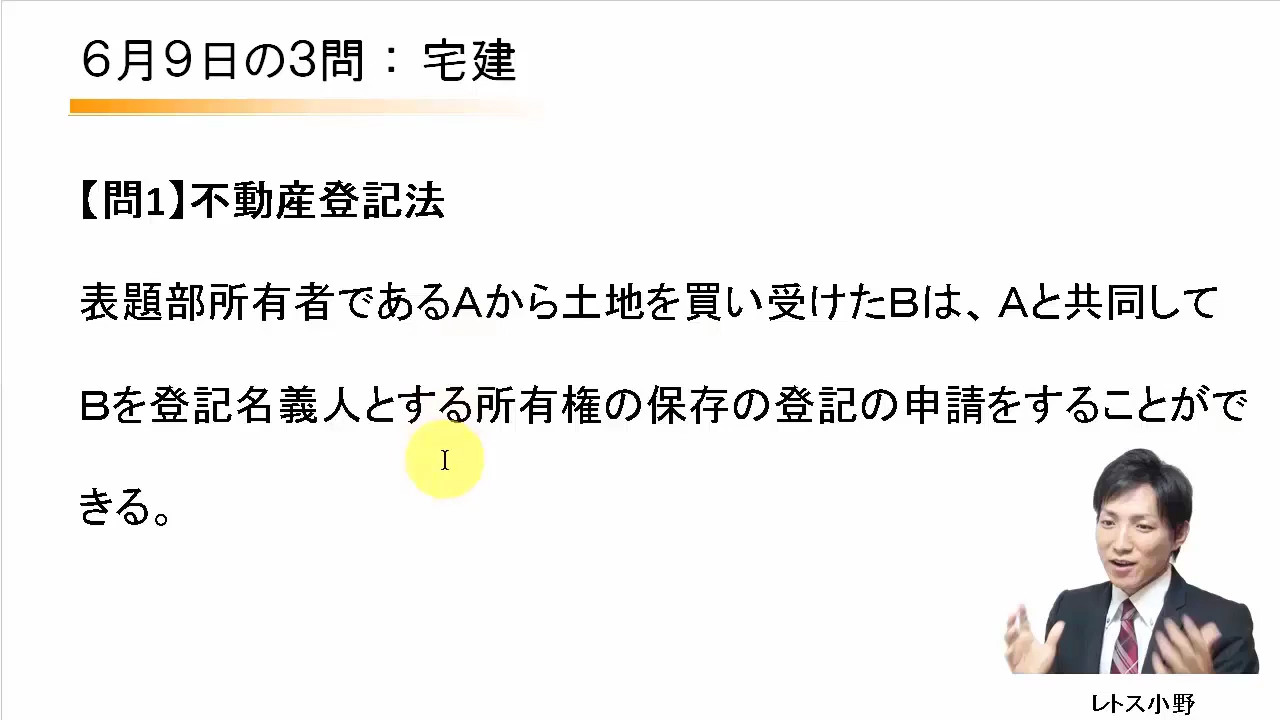 ６月９日の３問：宅建
【問1】不動産登記法
表題部所有者であるＡから土地を買い受けたＢは、Ａと共同して
Ｂを登記名義人とする所有権の保存の登記の申請をすることがで
きる。
レトス小野